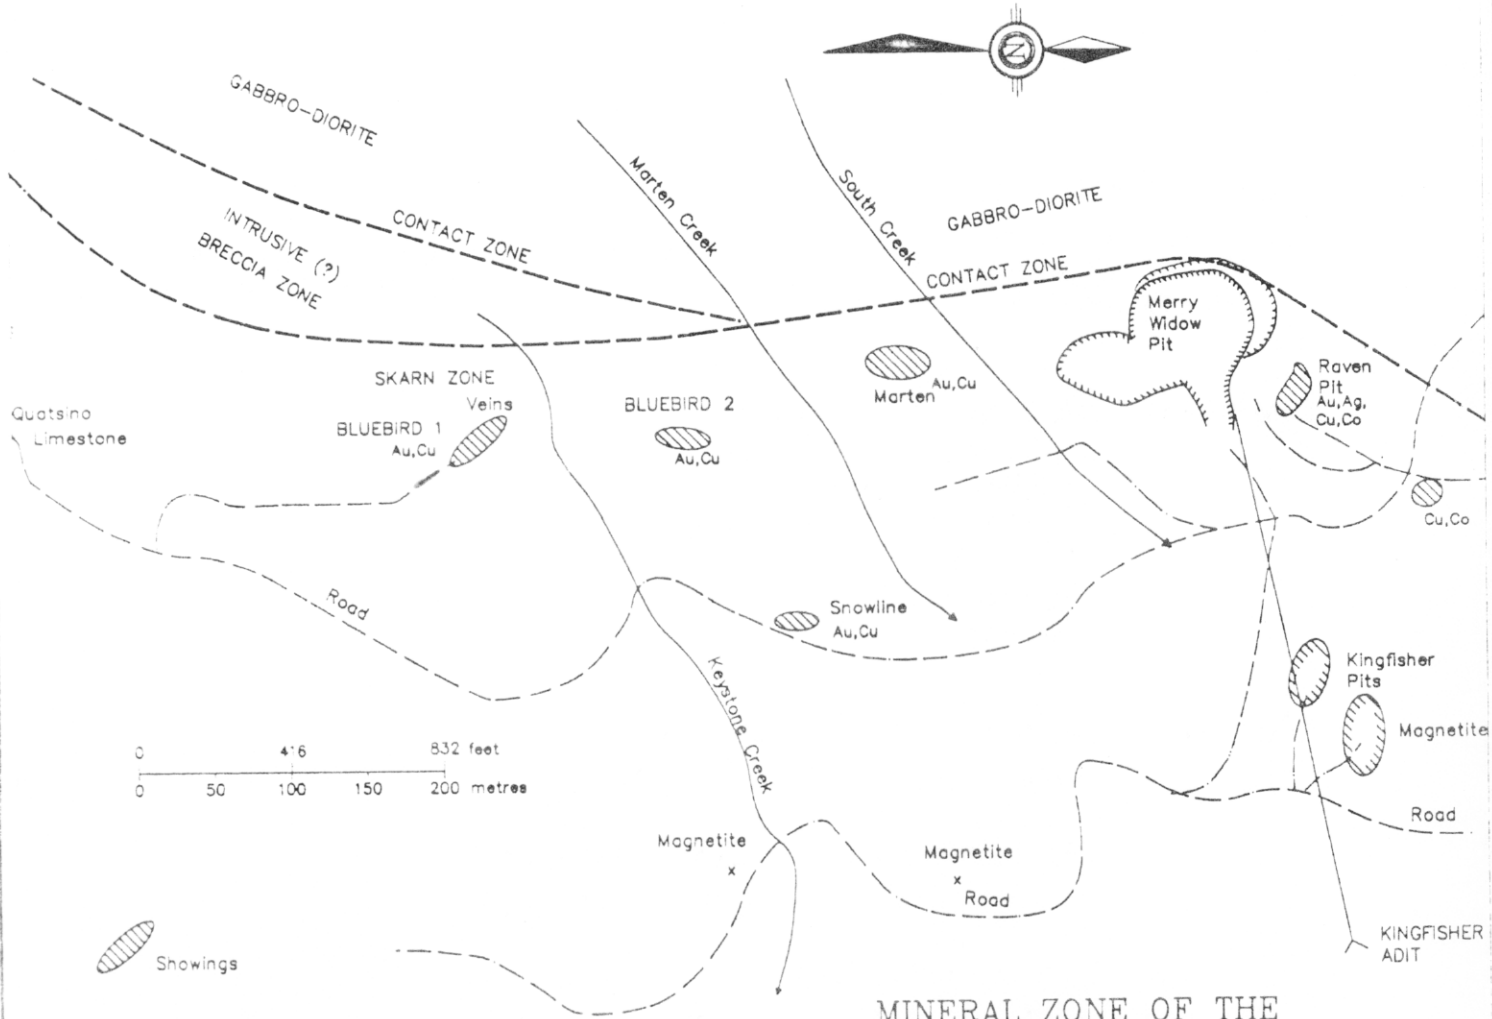 N
GABBRO-DIORITE
Marten Creek
South Creek
GABBRO-DIORITE
CONTACT ZONE
INTRUSIVE (?)
BRECCIA ZONE
CONTACT ZONE
Merry
Widow
Pit
SKARN ZONE
Veins
BLUEBIRD 1
Au,Cu
BLUEBIRD 2
Au,Cu
Au,Cu
Marten
Raven
Pit
Au,Ag,
Cu,Co
Quatsino
Limestone
Cu,Co
Road
Snowline
Au,Cu
Keystone Creek
Kingfisher
Pits
Magnetite
0 416 832 feet
0 50 100 150 200 metres
Road
Magnetite
x
Magnetite
x
Road
Showings
KINGFISHER
ADIT
MINERAL ZONE OF THE